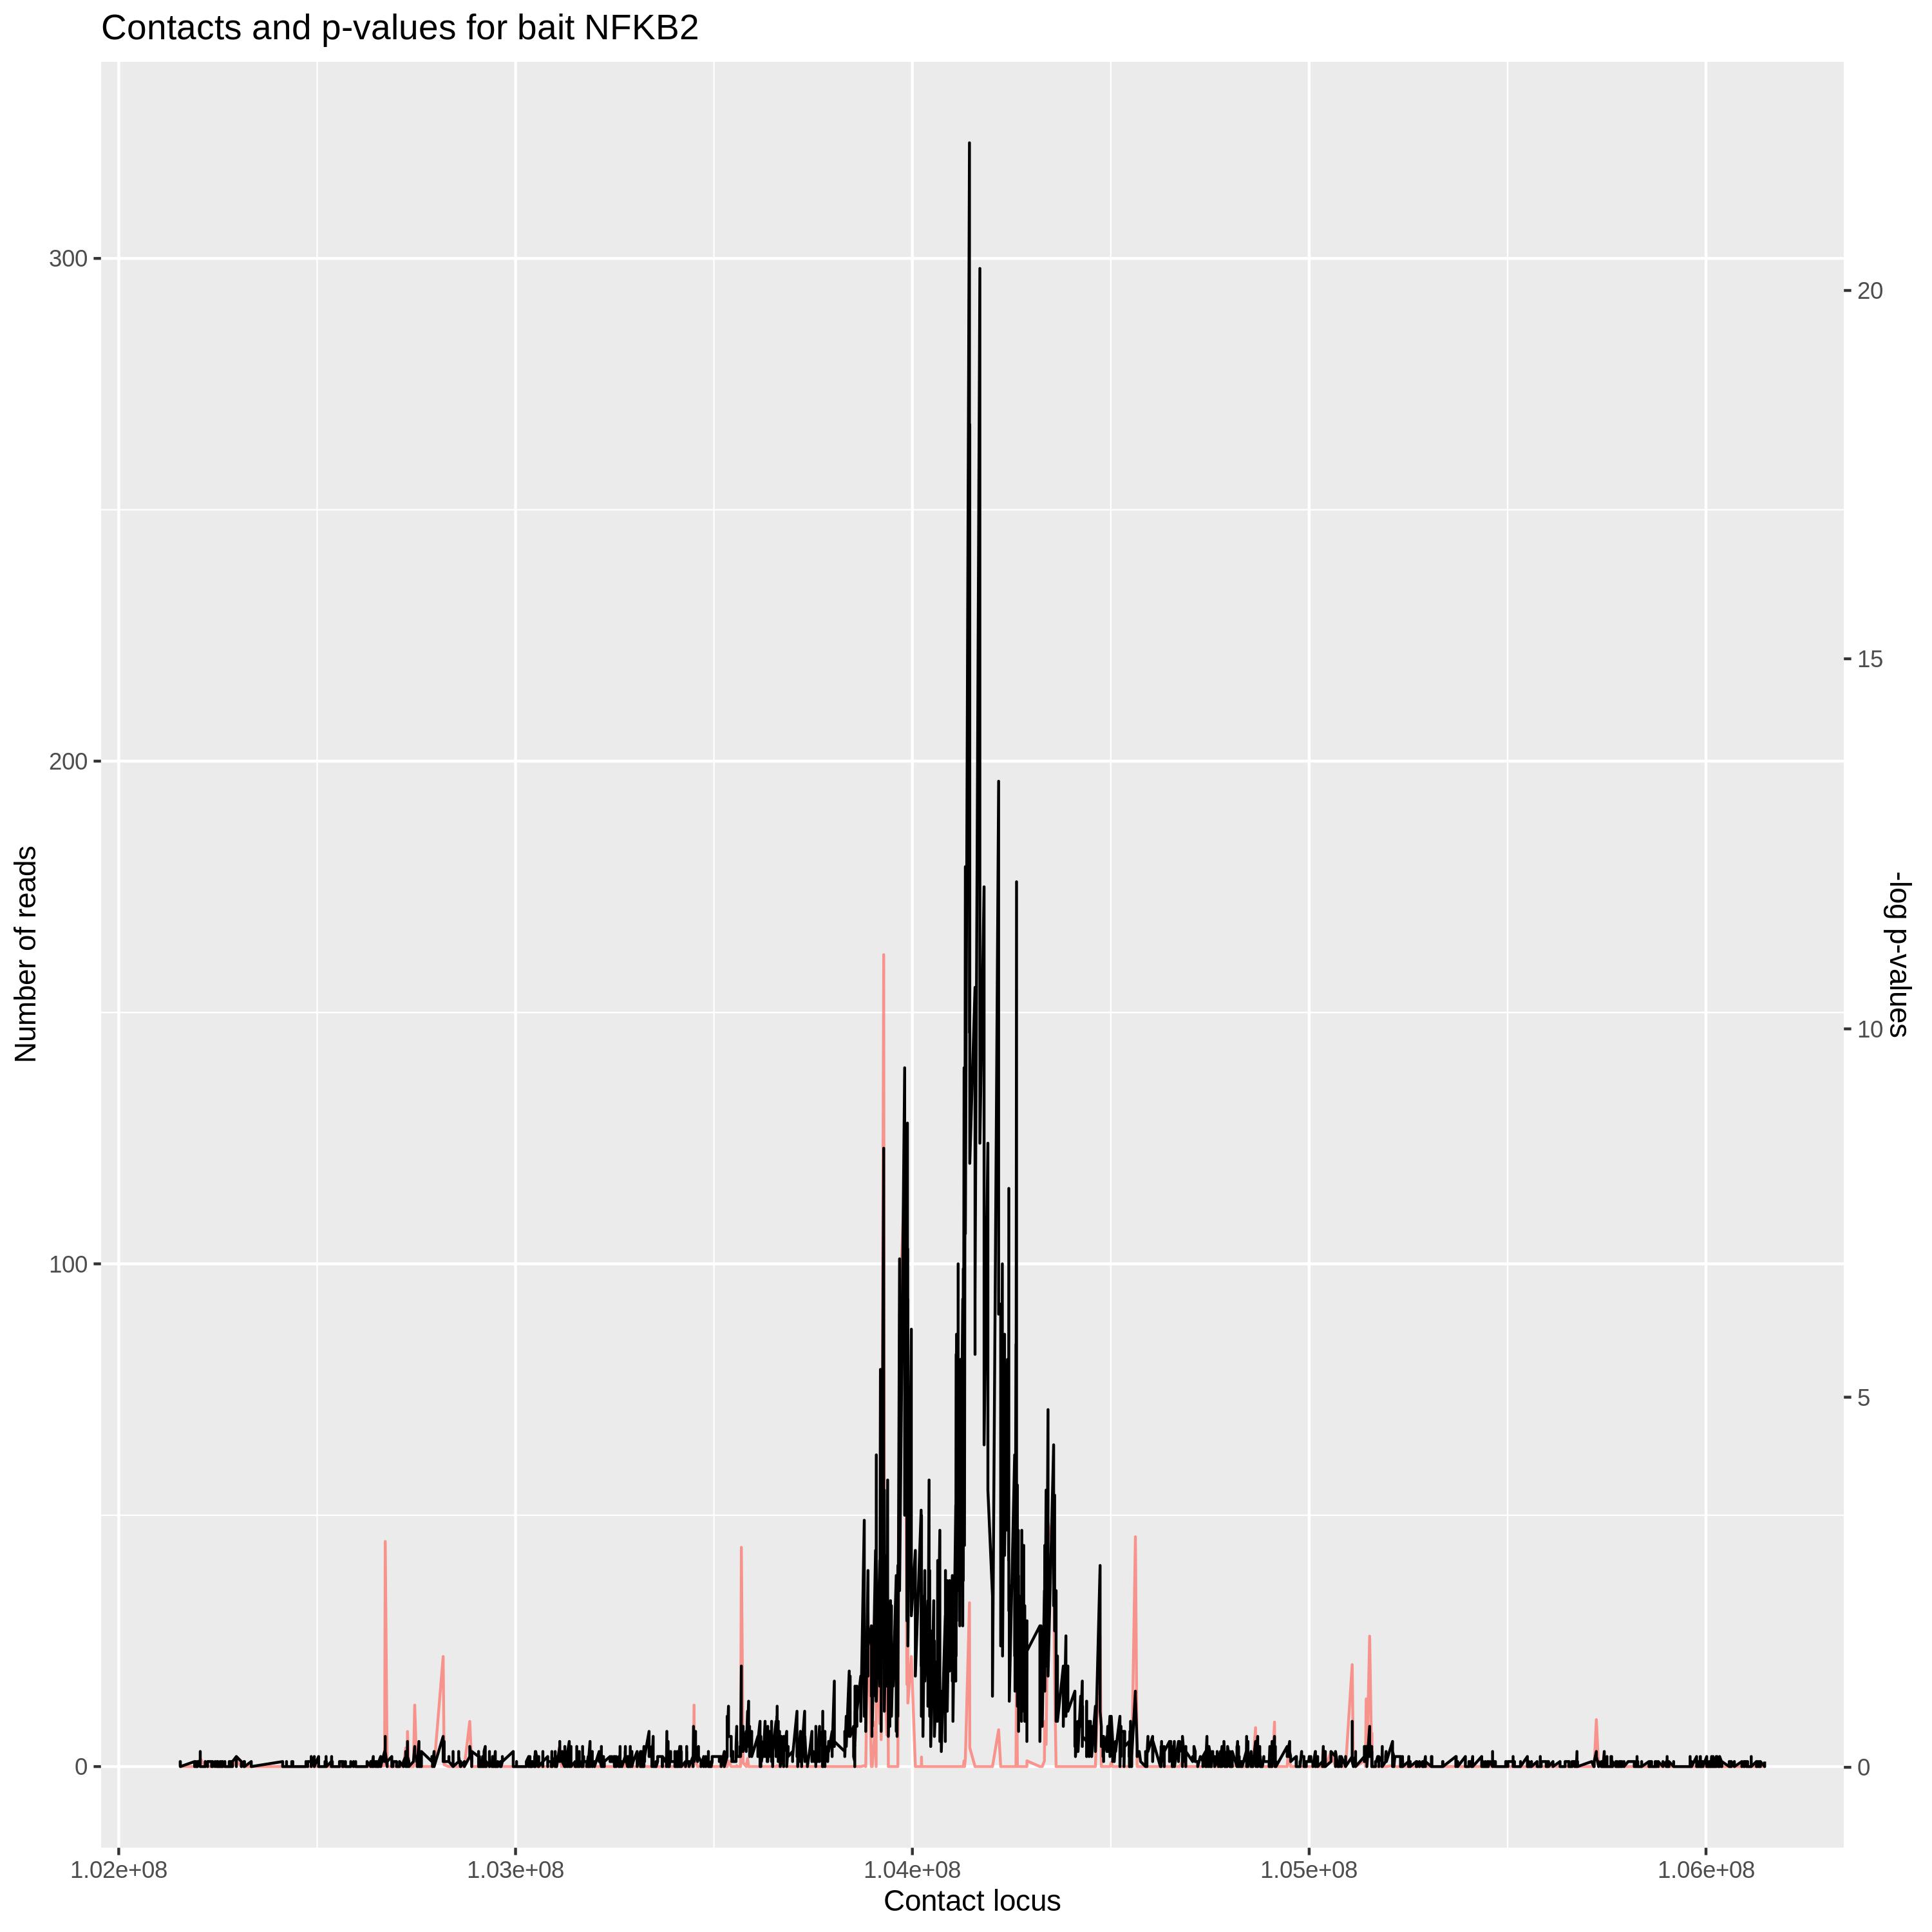 Contacts and p-values for bait NFKB2
300
200
100
0
Number of reads
20
15
10
5
0
-log p-values
1.02e+08
1.03e+08
1.04e+08
1.05e+08
1.06e+08
Contact locus